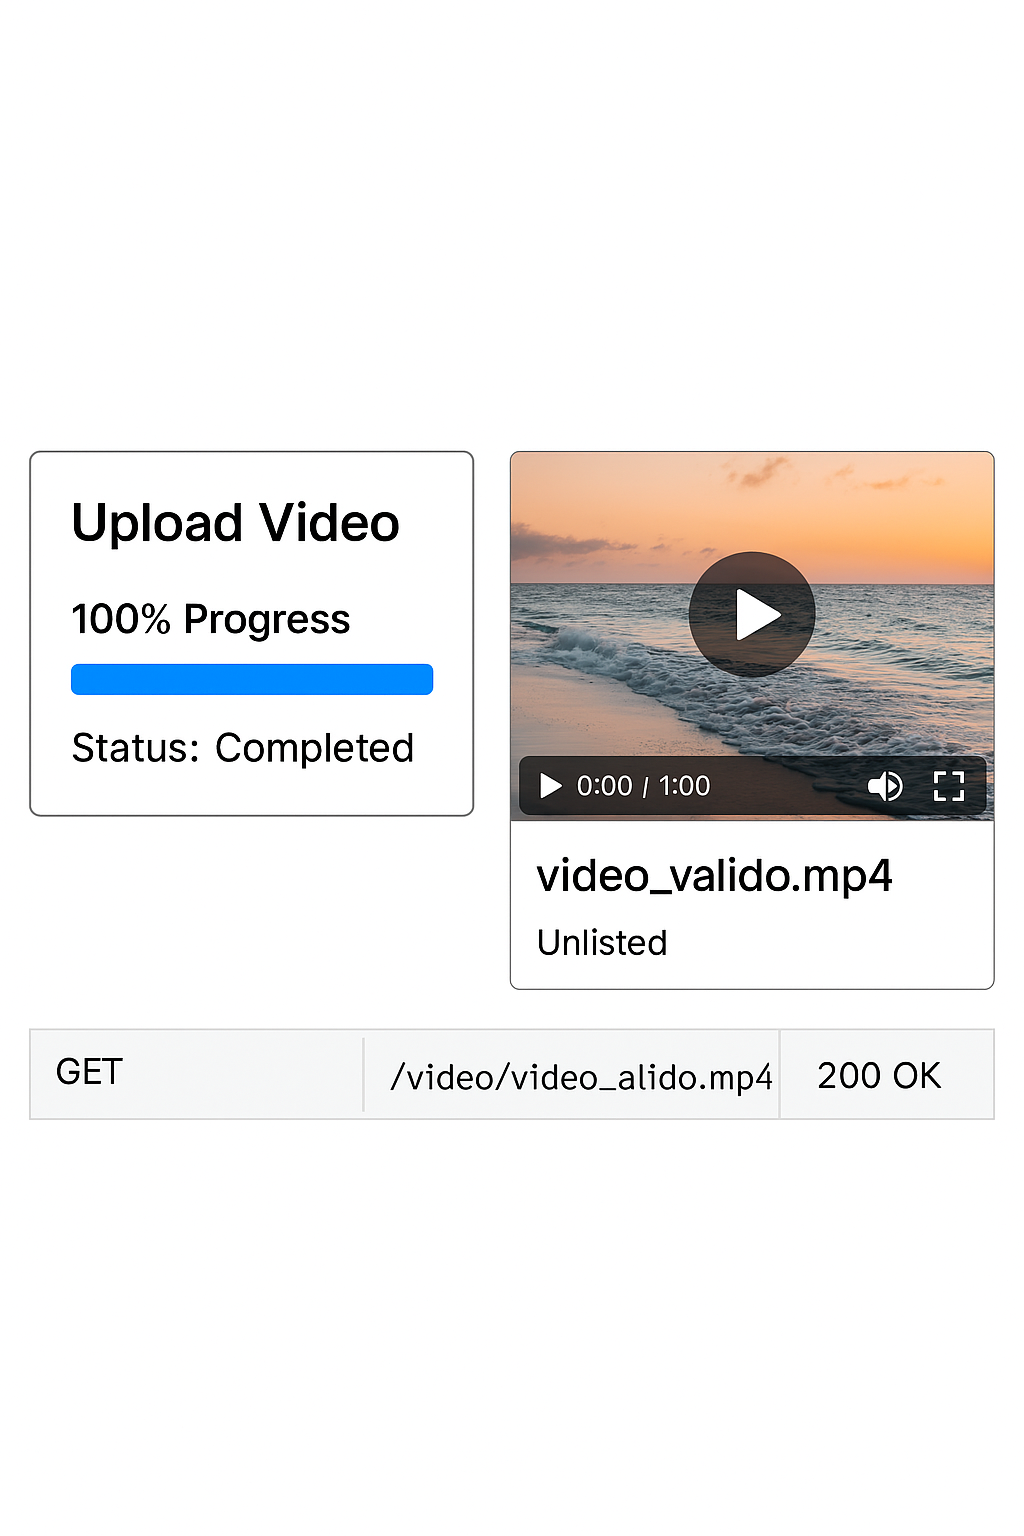 Upload Video
100% Progress
Status: Completed
0:00 / 1:00
video_valido.mp4
Unlisted
GET /video/video_alido.mp4 200 OK